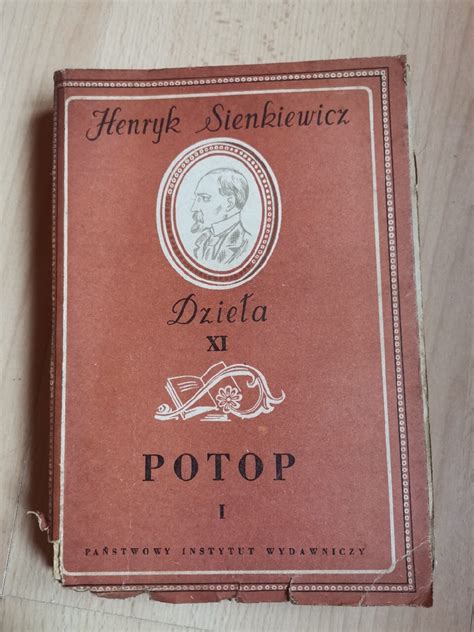 Henryk Sienkiewicz
Dzieła
XI
POTOP
I
PAŃSTWOWY INSTYTUT WYDAWNICZY